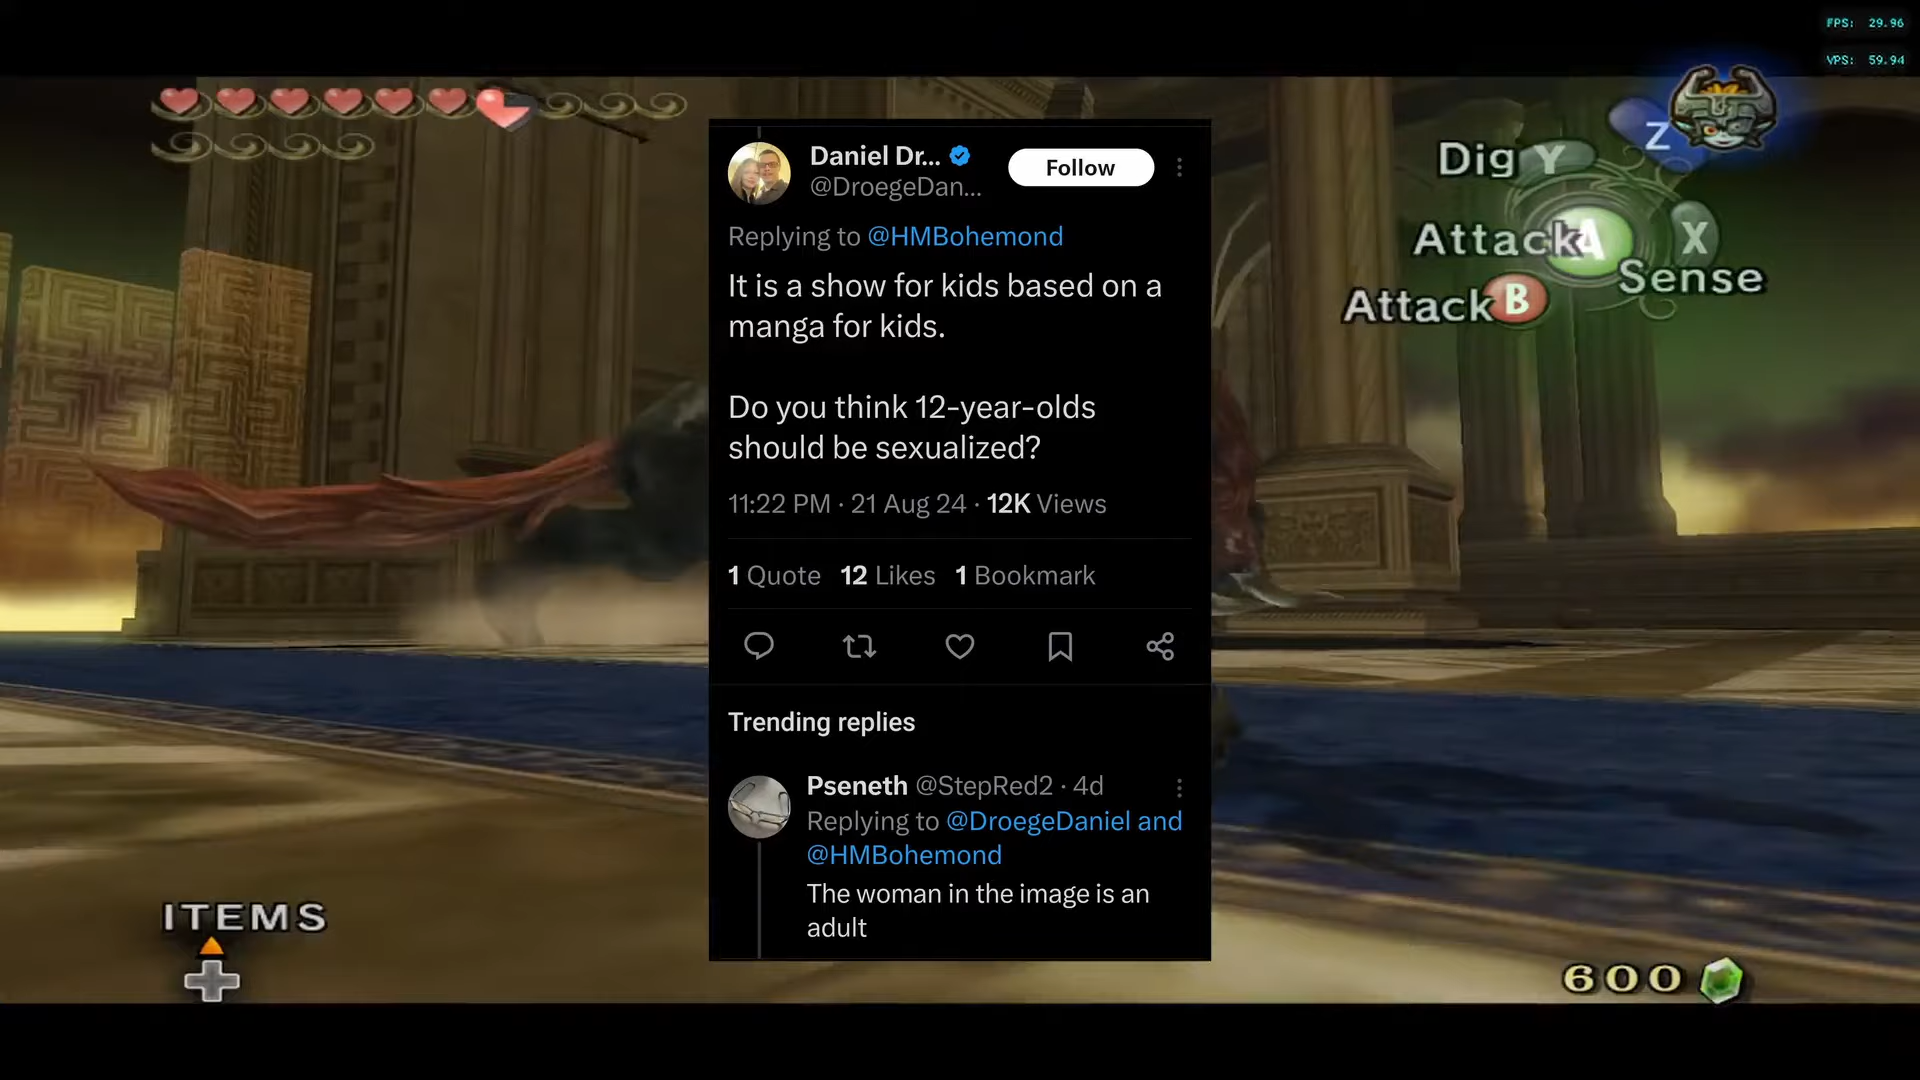 FPS: 29.96
VPS: 59.94
Z
Dig Y
Attack A
X
Sense
Attack B
Daniel Dr...
Follow
@DroegeDan...
Replying to @HMBohemond
It is a show for kids based on a
manga for kids.
Do you think 12-year-olds
should be sexualized?
11:22 PM · 21 Aug 24 · 12K Views
1 Quote 12 Likes 1 Bookmark
Trending replies
Pseneth @StepRed2 · 4d
Replying to @DroegeDaniel and
@HMBohemond
The woman in the image is an
adult
ITEMS
600